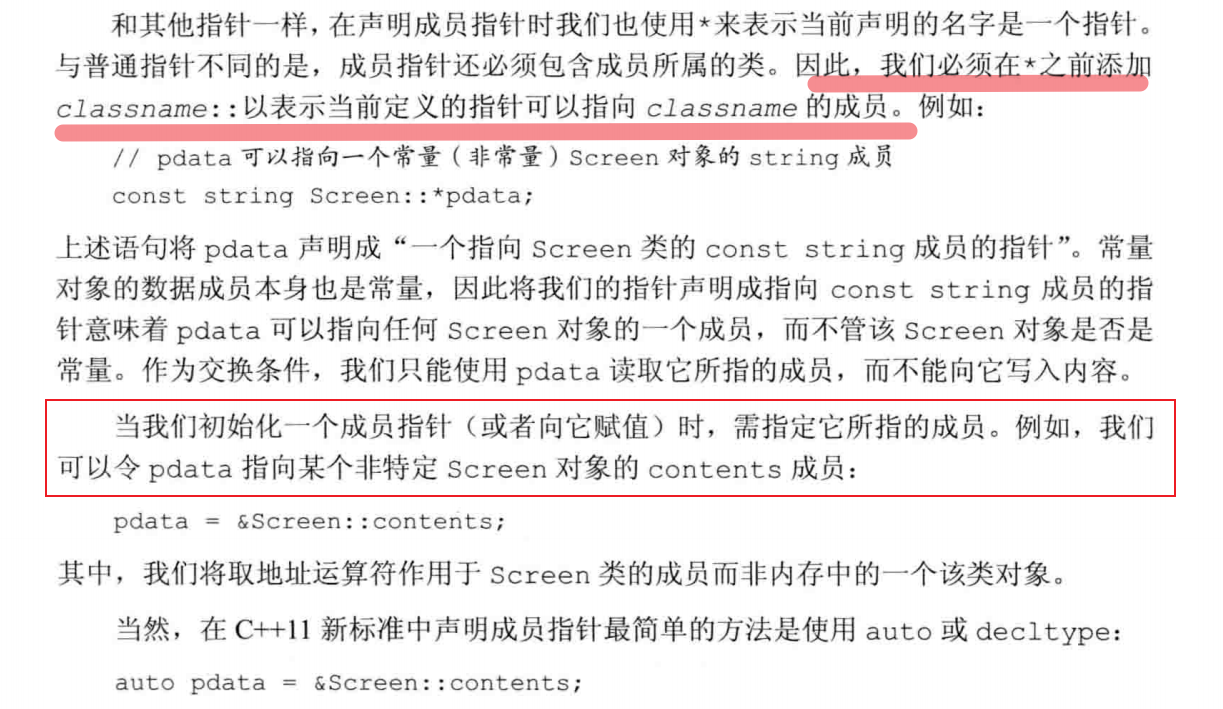 和其他指针一样，在声明成员指针时我们也使用*来表示当前声明的名字是一个指针。
与普通指针不同的是，成员指针还必须包含成员所属的类。因此，我们必须在*之前添加
classname::以表示当前定义的指针可以指向 classname 的成员。例如：
// pdata 可以指向一个常量（非常量）Screen 对象的 string 成员
const string Screen::*pdata;
上述语句将 pdata 声明成“一个指向 Screen 类的 const string 成员的指针”。常量
对象的数据成员本身也是常量，因此将我们的指针声明成指向 const string 成员的指
针意味着 pdata 可以指向任何 Screen 对象的一个成员，而不管该 Screen 对象是否是
常量。作为交换条件，我们只能使用 pdata 读取它所指的成员，而不能向它写入内容。
当我们初始化一个成员指针（或者向它赋值）时，需指定它所指的成员。例如，我们
可以令 pdata 指向某个非特定 Screen 对象的 contents 成员：
pdata = &Screen::contents;
其中，我们将取地址运算符作用于 Screen 类的成员而非内存中的一个该类对象。
当然，在 C++11 新标准中声明成员指针最简单的方法是使用 auto 或 decltype：
auto pdata = &Screen::contents;